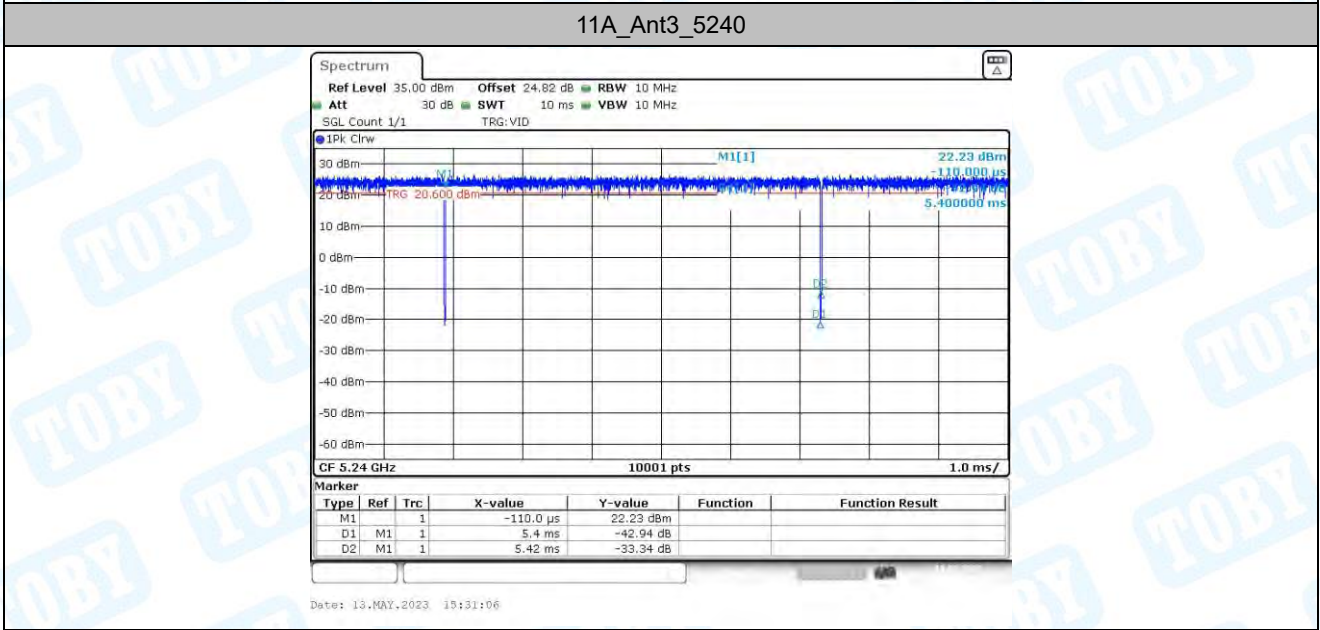 11A_Ant3_5240
Spectrum
Ref Level 35.00 dBm Offset 24.82 dB RBW 10 MHz
Att 30 dB SWT 10 ms VBW 10 MHz
SGL Count 1/1 TRG:VID
1Pk Clrw
M1[1] 22.23 dBm
-110.000 µs
5.400000 ms
30 dBm
M1
20 dBm
TRG 20.600 dBm
10 dBm
0 dBm
-10 dBm
D2
-20 dBm
D1
-30 dBm
-40 dBm
-50 dBm
-60 dBm
CF 5.24 GHz 10001 pts 1.0 ms/
Marker
Type Ref Trc X-value Y-value Function Function Result
M1 1 -110.0 µs 22.23 dBm
D1 M1 1 5.4 ms -42.94 dB
D2 M1 1 5.42 ms -33.34 dB
Date: 13.MAY.2023 15:31:06
TOBY